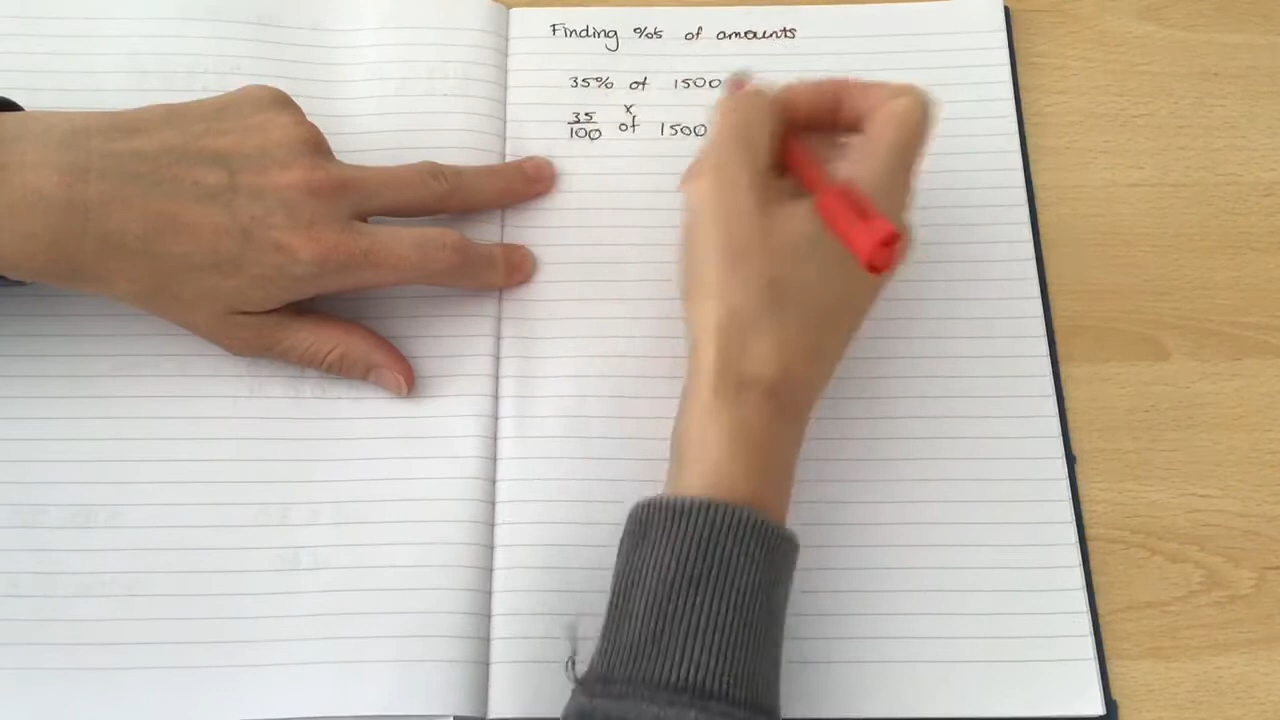 Finding %s of amounts
35% of 1500
x
35
100 of 1500